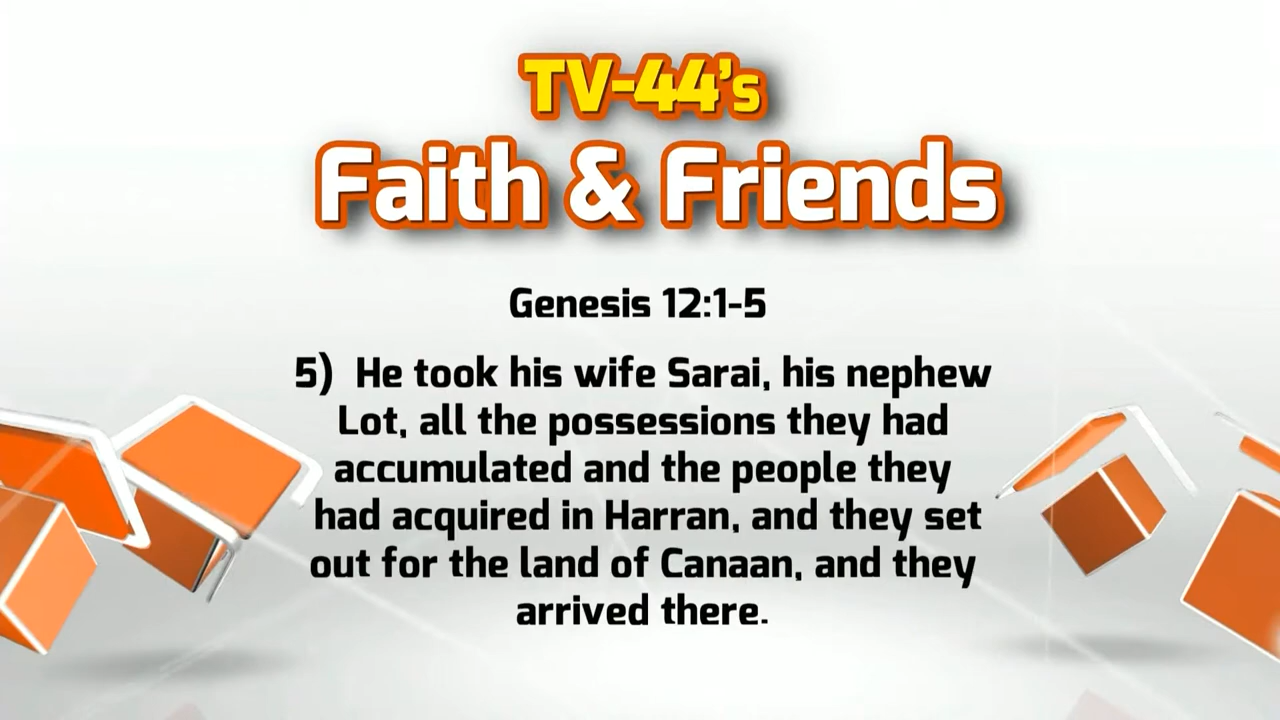 TV-44's
Faith & Friends
Genesis 12:1-5
5) He took his wife Sarai, his nephew
Lot, all the possessions they had
accumulated and the people they
had acquired in Harran, and they set
out for the land of Canaan, and they
arrived there.